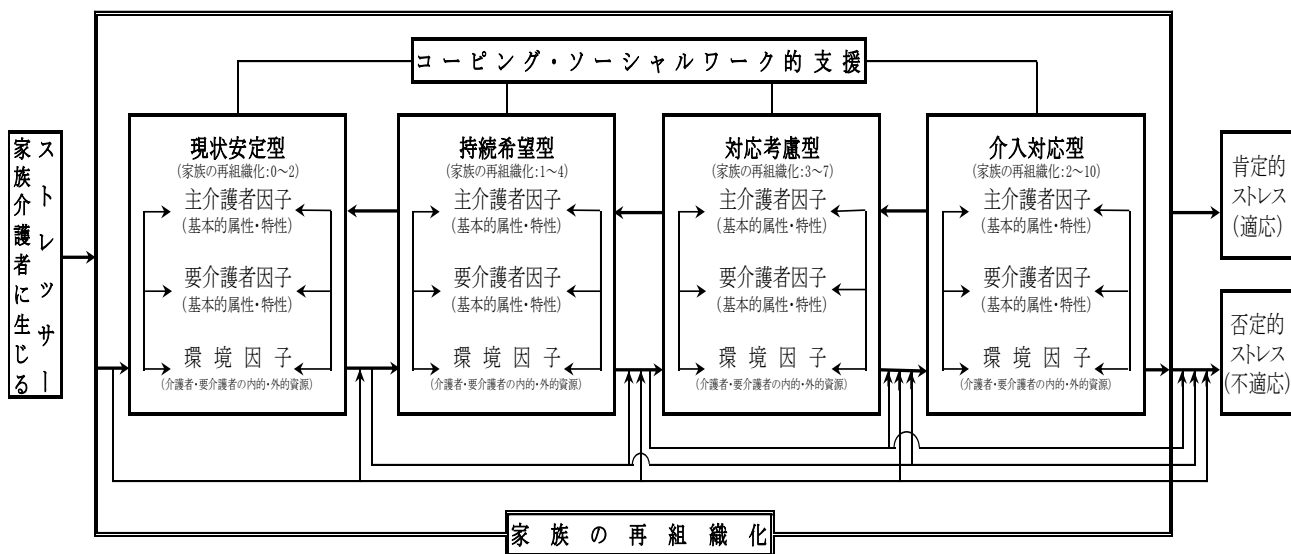 コーピング・ソーシャルワーク的支援
家族介護者に生じる
ストレッサー
現状安定型
(家族の再組織化:0～2)
主介護者因子
(基本的属性・特性)
要介護者因子
(基本的属性・特性)
環境因子
(介護者・要介護者の内的・外的資源)
持続希望型
(家族の再組織化:1～4)
主介護者因子
(基本的属性・特性)
要介護者因子
(基本的属性・特性)
環境因子
(介護者・要介護者の内的・外的資源)
対応考慮型
(家族の再組織化:3～7)
主介護者因子
(基本的属性・特性)
要介護者因子
(基本的属性・特性)
環境因子
(介護者・要介護者の内的・外的資源)
介入対応型
(家族の再組織化:2～10)
主介護者因子
(基本的属性・特性)
要介護者因子
(基本的属性・特性)
環境因子
(介護者・要介護者の内的・外的資源)
肯定的
ストレス
(適応)
否定的
ストレス
(不適応)
家族の再組織化